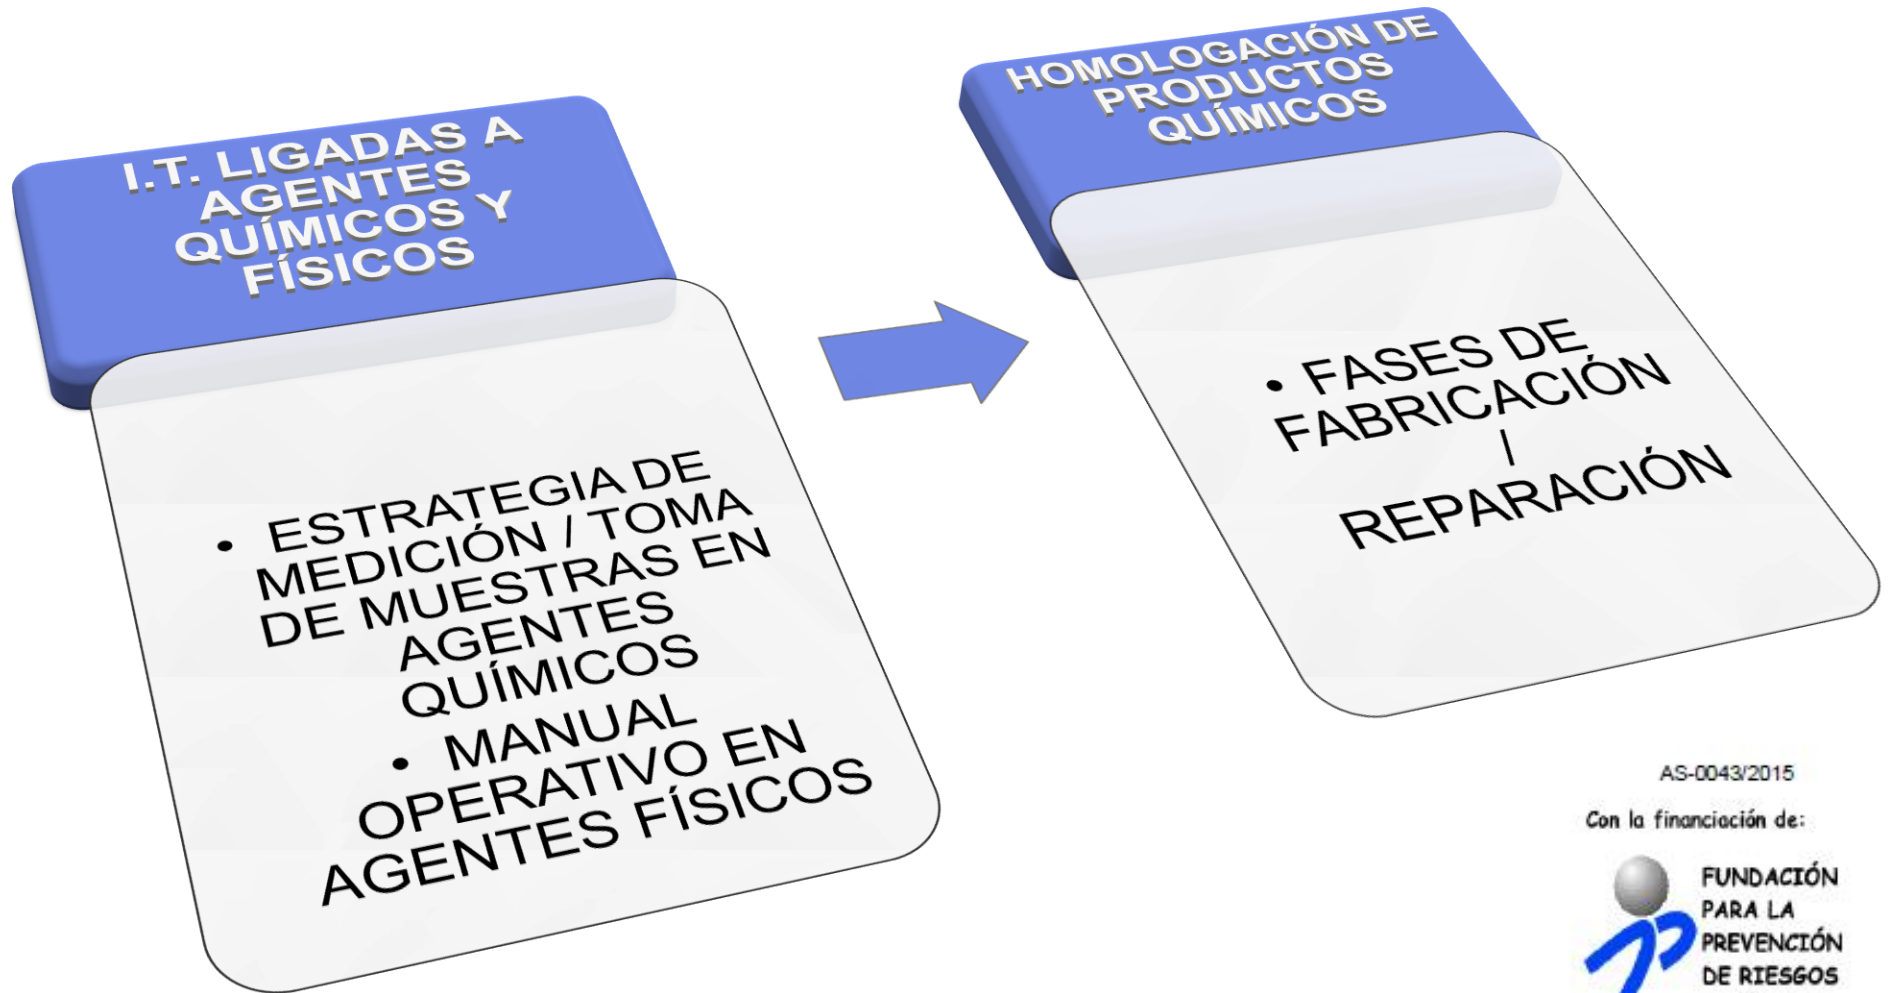 I.T. LIGADAS A
AGENTES
QUÍMICOS Y
FÍSICOS
• ESTRATEGIA DE
MEDICIÓN / TOMA
DE MUESTRAS EN
AGENTES
QUÍMICOS
• MANUAL
OPERATIVO EN
AGENTES FÍSICOS
HOMOLOGACIÓN DE
PRODUCTOS
QUÍMICOS
• FASES DE
FABRICACIÓN
/
REPARACIÓN
AS-0043/2015
Con la financiación de:
FUNDACIÓN
PARA LA
PREVENCIÓN
DE RIESGOS